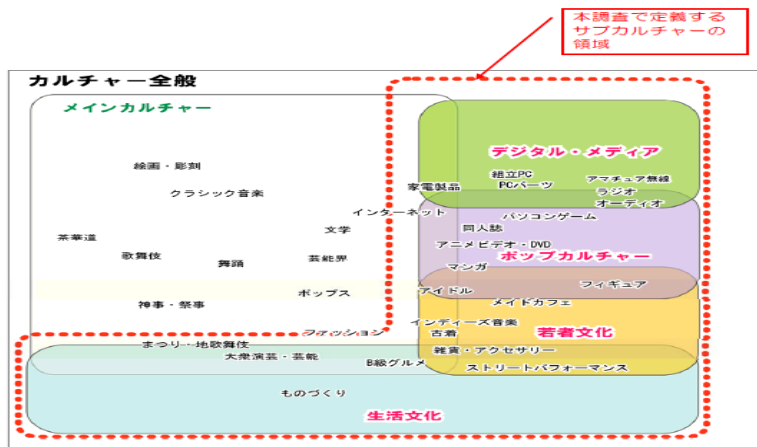 本調査で定義する
サブカルチャーの
領域
カルチャー全般
メインカルチャー
デジタル・メディア
絵画・彫刻
組立PC
アマチュア無線
家電製品
PCパーツ
ラジオ
クラシック音楽
オーディオ
インターネット
パソコンゲーム
文学
同人誌
茶華道
アニメビデオ・DVD
歌舞伎
舞踊
芸能界
ポップカルチャー
マンガ
ポップス
アイドル
フィギュア
神事・祭事
メイドカフェ
ファッション
インディーズ音楽
古着
若者文化
まつり・地歌舞伎
大衆演芸・芸能
雑貨・アクセサリー
B級グルメ
ストリートパフォーマンス
ものづくり
生活文化